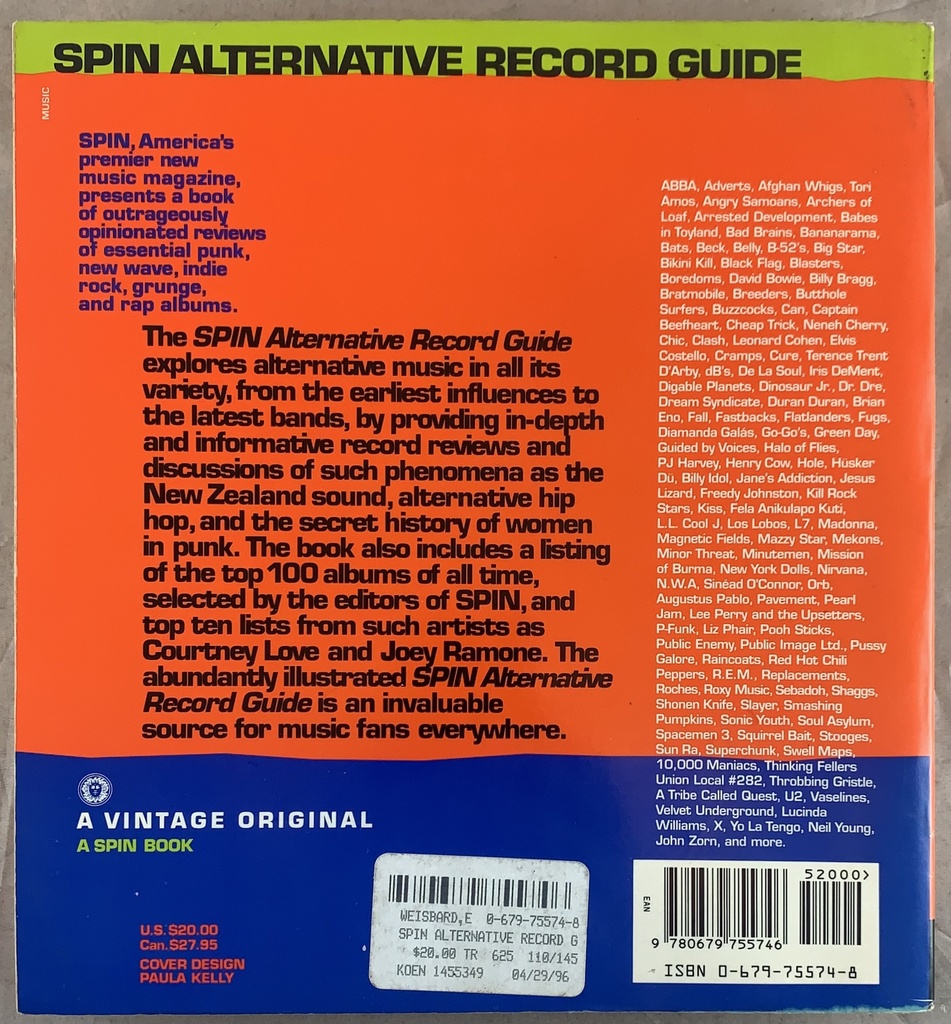 SPIN ALTERNATIVE RECORD GUIDE
MUSIC
SPIN, America's
premier new
music magazine,
presents a book
of outrageously
opinionated reviews
of essential punk,
new wave, indie
rock, grunge,
and rap albums.
The SPIN Alternative Record Guide
explores alternative music in all its
variety, from the earliest influences to
the latest bands, by providing in-depth
and informative record reviews and
discussions of such phenomena as the
New Zealand sound, alternative hip
hop, and the secret history of women
in punk. The book also includes a listing
of the top 100 albums of all time,
selected by the editors of SPIN, and
top ten lists from such artists as
Courtney Love and Joey Ramone. The
abundantly illustrated SPIN Alternative
Record Guide is an invaluable
source for music fans everywhere.
ABBA, Adverts, Afghan Whigs, Tori
Amos, Angry Samoans, Archers of
Loaf, Arrested Development, Babes
in Toyland, Bad Brains, Bananarama,
Bats, Beck, Belly, B-52's, Big Star,
Bikini Kill, Black Flag, Blasters,
Boredoms, David Bowie, Billy Bragg,
Bratmobile, Breeders, Butthole
Surfers, Buzzcocks, Can, Captain
Beefheart, Cheap Trick, Neneh Cherry,
Chic, Clash, Leonard Cohen, Elvis
Costello, Cramps, Cure, Terence Trent
D'Arby, dB's, De La Soul, Iris DeMent,
Digable Planets, Dinosaur Jr., Dr. Dre,
Dream Syndicate, Duran Duran, Brian
Eno, Fall, Fastbacks, Flatlanders, Fugs,
Diamanda Galás, Go-Go's, Green Day,
Guided by Voices, Halo of Flies,
PJ Harvey, Henry Cow, Hole, Hüsker
Dü, Billy Idol, Jane's Addiction, Jesus
Lizard, Freedy Johnston, Kill Rock
Stars, Kiss, Fela Anikulapo Kuti,
L.L. Cool J, Los Lobos, L7, Madonna,
Magnetic Fields, Mazzy Star, Mekons,
Minor Threat, Minutemen, Mission
of Burma, New York Dolls, Nirvana,
N.W.A, Sinéad O'Connor, Orb,
Augustus Pablo, Pavement, Pearl
Jam, Lee Perry and the Upsetters,
P-Funk, Liz Phair, Pooh Sticks,
Public Enemy, Public Image Ltd., Pussy
Galore, Raincoats, Red Hot Chili
Peppers, R.E.M., Replacements,
Roches, Roxy Music, Sebadoh, Shaggs,
Shonen Knife, Slayer, Smashing
Pumpkins, Sonic Youth, Soul Asylum,
Spacemen 3, Squirrel Bait, Stooges,
Sun Ra, Superchunk, Swell Maps,
10,000 Maniacs, Thinking Fellers
Union Local #282, Throbbing Gristle,
A Tribe Called Quest, U2, Vaselines,
Velvet Underground, Lucinda
Williams, X, Yo La Tengo, Neil Young,
John Zorn, and more.
A VINTAGE ORIGINAL
A SPIN BOOK
U.S. $20.00
Can. $27.95
COVER DESIGN
PAULA KELLY
WEISBARD,E 0-679-75574-8
SPIN ALTERNATIVE RECORD G
$20.00 TR 625 110/145
KOEN 1455349 04/29/96
EAN
52000>
9 780679 755746
ISBN 0-679-75574-8